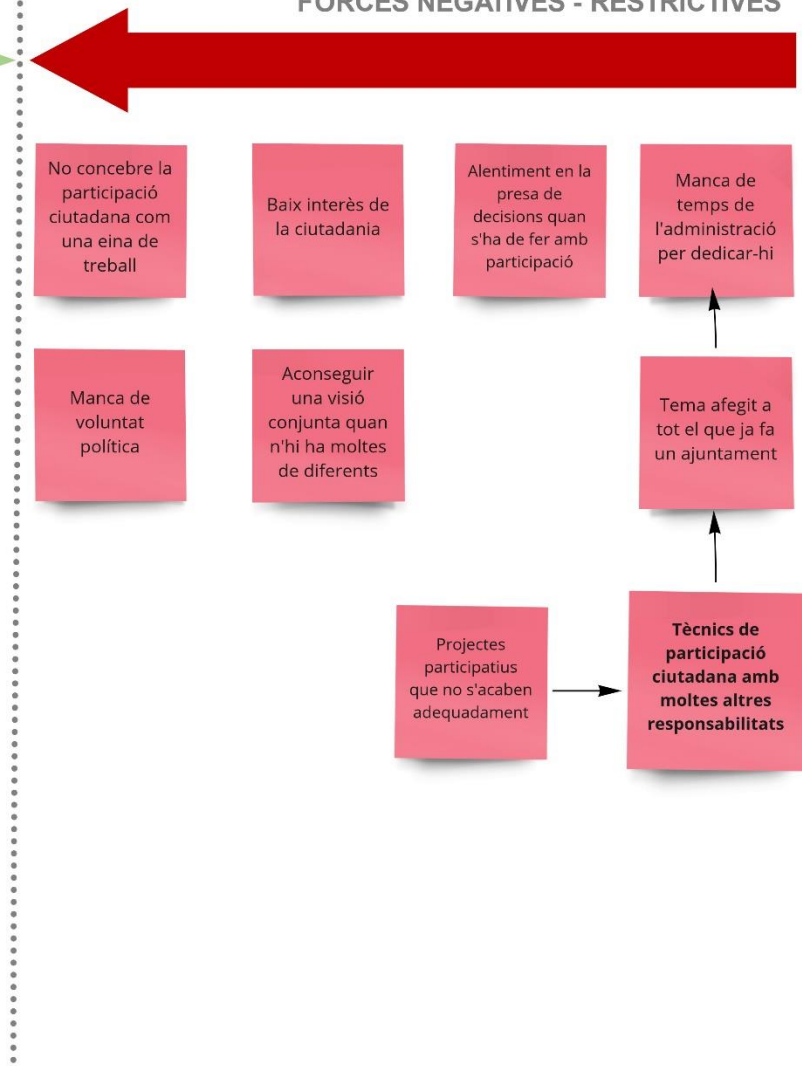 FORCES NEGATIVES - RESTRICTIVES
No concebre la
participació
ciutadana com
una eina de
treball
Baix interès de
la ciutadania
Alentiment en la
presa de
decisions quan
s'ha de fer amb
participació
Manca de
temps de
l'administració
per dedicar-hi
Manca de
voluntat
política
Aconseguir
una visió
conjunta quan
n'hi ha moltes
de diferents
Tema afegit a
tot el que ja fa
un ajuntament
Projectes
participatius
que no s'acaben
adequadament
Tècnics de
participació
ciutadana amb
moltes altres
responsabilitats